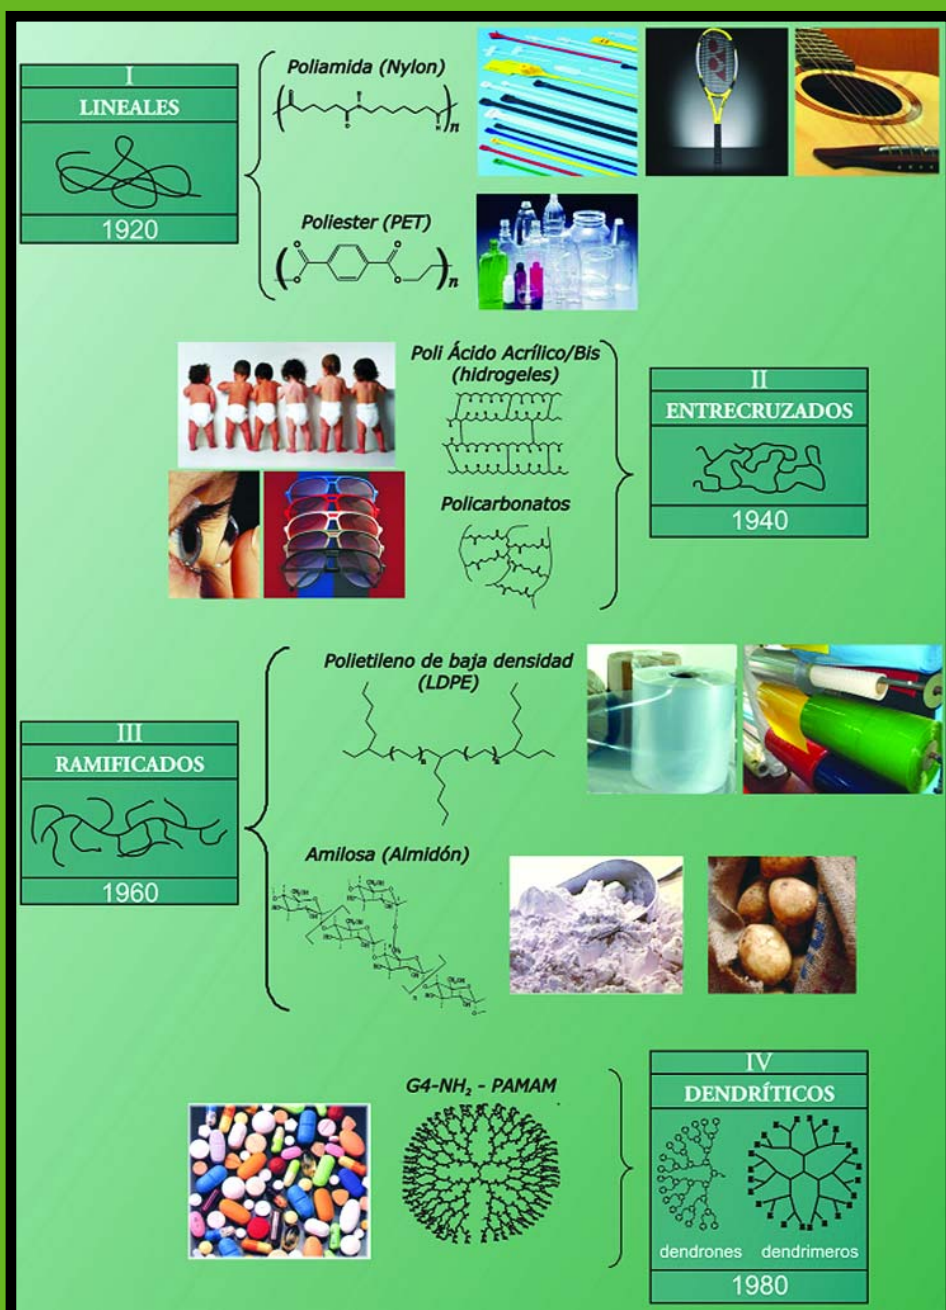 I
LINEALES
1920
Poliamida (Nylon)
n
Poliester (PET)
n
Poli Ácido Acrílico/Bis
(hidrogeles)
Policarbonatos
II
ENTRECRUZADOS
1940
III
RAMIFICADOS
1960
Polietileno de baja densidad
(LDPE)
Amilosa (Almidón)
G4-NH₂ - PAMAM
IV
DENDRÍTICOS
dendrones dendrimeros
1980